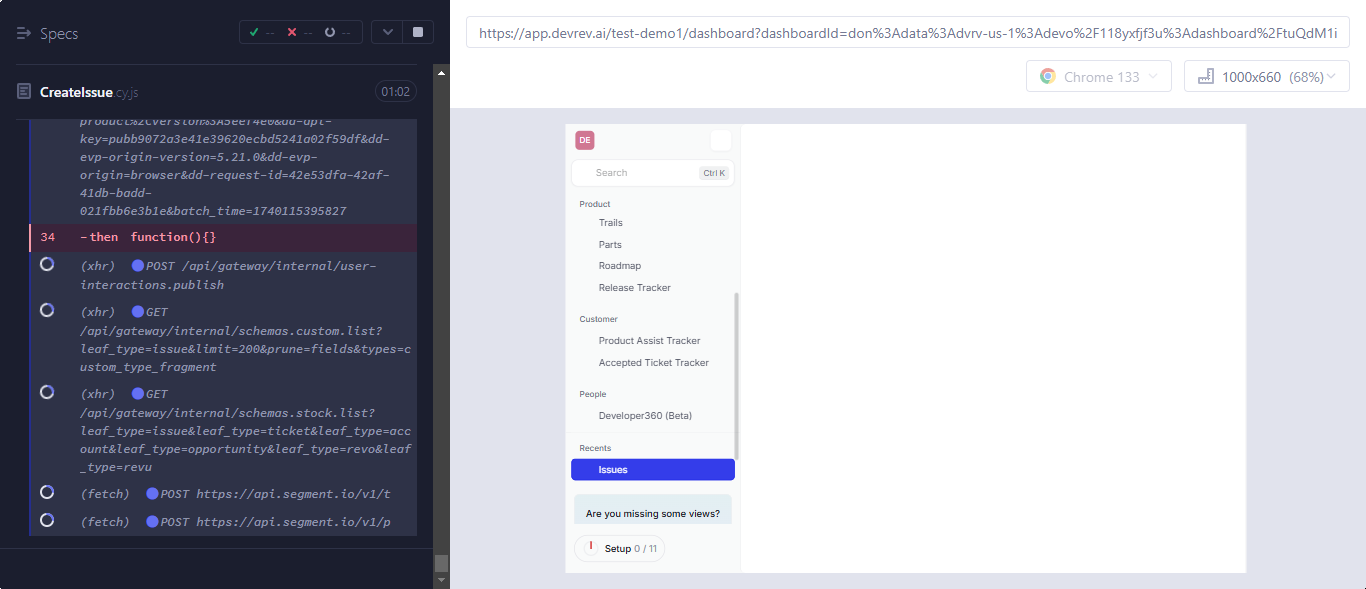 Specs
-- -- --
CreateIssue.cy.js
01:02
product%2Cversion%3A5eef4e0&dd-api-
key=pubb9072a3e41e39620ecbd5241a02f59df&dd-
evp-origin-version=5.21.0&dd-evp-
origin=browser&dd-request-id=42e53dfa-42af-
41db-badd-
021fbb6e3b1e&batch_time=1740115395827
34 -then function(){}
(xhr) POST /api/gateway/internal/user-
interactions.publish
(xhr) GET
/api/gateway/internal/schemas.custom.list?
leaf_type=issue&limit=200&prune=fields&types=c
ustom_type_fragment
(xhr) GET
/api/gateway/internal/schemas.stock.list?
leaf_type=issue&leaf_type=ticket&leaf_type=acc
ount&leaf_type=opportunity&leaf_type=revo&leaf
_type=revu
(fetch) POST https://api.segment.io/v1/t
(fetch) POST https://api.segment.io/v1/p
https://app.devrev.ai/test-demo1/dashboard?dashboardId=don%3Adata%3Advrv-us-1%3Adevo%2F118yxfjf3u%3Adashboard%2FtuQdM1i
Chrome 133
1000x660 (68%)
DE
Search Ctrl K
Product
Trails
Parts
Roadmap
Release Tracker
Customer
Product Assist Tracker
Accepted Ticket Tracker
People
Developer360 (Beta)
Recents
Issues
Are you missing some views?
Setup 0 / 11